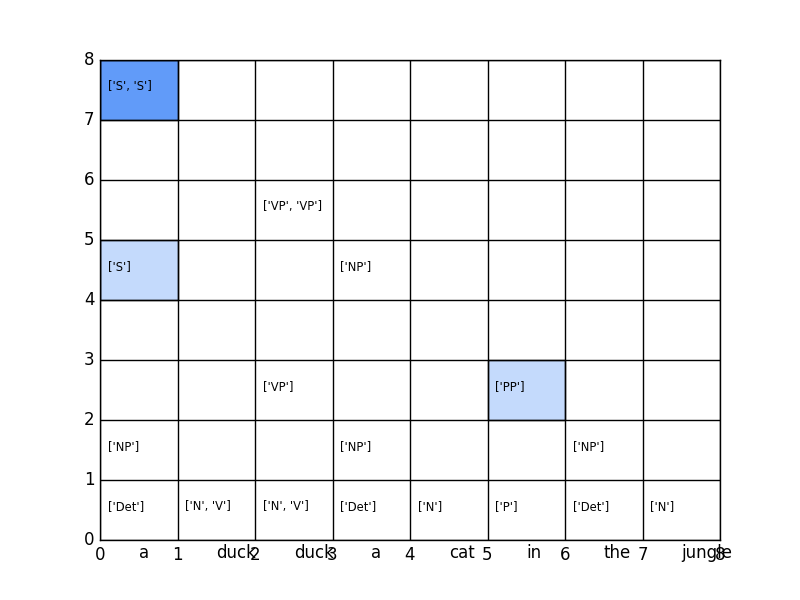 8
['S', 'S']
7
6
['VP', 'VP']
5
['S'] ['NP']
4
3
['VP'] ['PP']
2
['NP'] ['NP'] ['NP']
1
['Det'] ['N', 'V'] ['N', 'V'] ['Det'] ['N'] ['P'] ['Det'] ['N']
0
0 a 1 duck 2 duck 3 a 4 cat 5 in 6 the 7 jungle 8